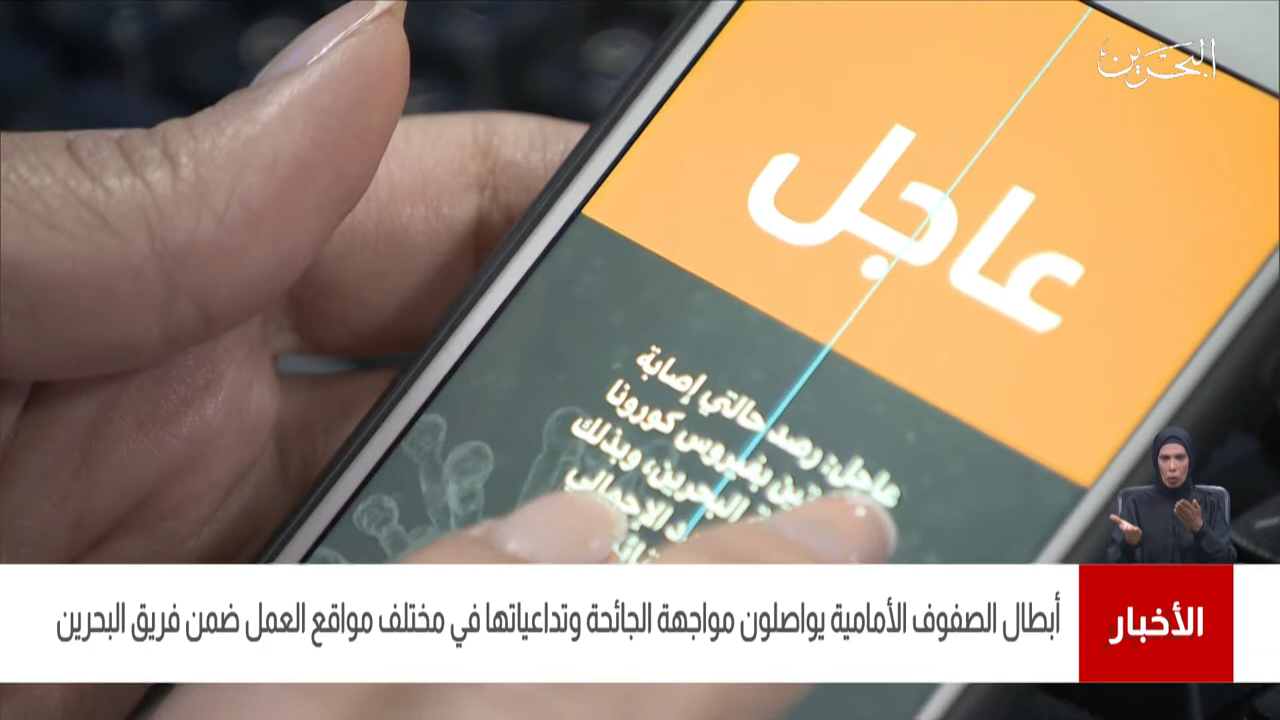 البحرين
عاجل
عاجل: رصد حالتي إصابة
بفيروس كورونا
البحرين، وبذلك
الإجمالي
الأخبار
أبطال الصفوف الأمامية يواصلون مواجهة الجائحة وتداعياتها في مختلف مواقع العمل ضمن فريق البحرين